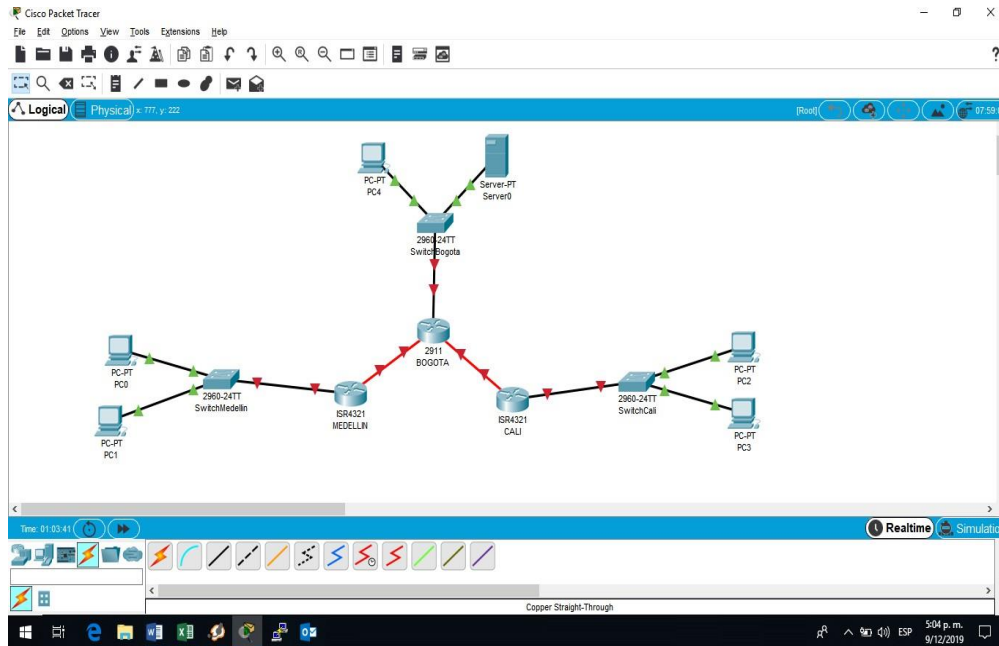 Cisco Packet Tracer
File Edit Options View Tools Extensions Help
?
Logical Physical x: 777, y: 222
[Root] 07:59:
PC-PT
PC4
Server-PT
Server0
2960-24TT
SwitchBogota
2911
BOGOTA
PC-PT
PC0
2960-24TT
SwitchMedellin
PC-PT
PC1
ISR4321
MEDELLIN
ISR4321
CALI
2960-24TT
SwitchCali
PC-PT
PC2
PC-PT
PC3
Time: 01:03:41
Realtime Simulatio
Copper Straight-Through
ESP
5:04 p. m.
9/12/2019